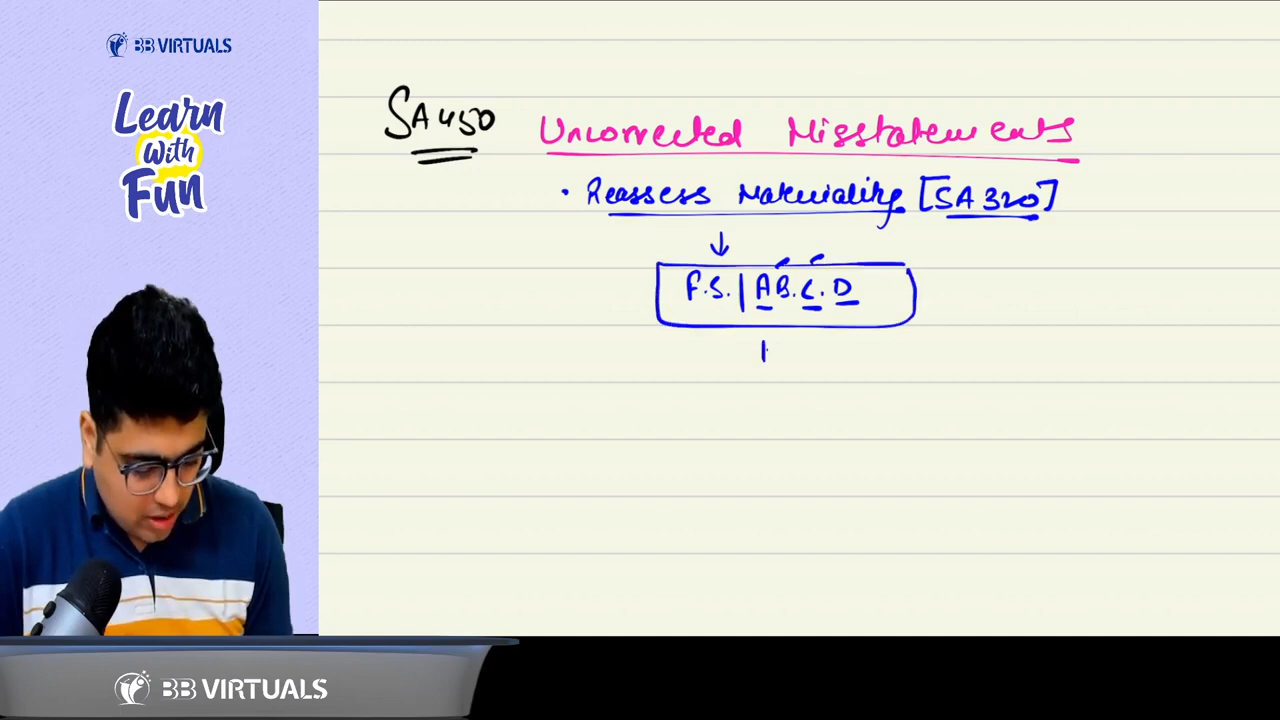 BB VIRTUALS
Learn
With
Fun
SA 450 Uncorrected Misstatements
• Reassess Materiality [SA 320]
↓
F.S. | A B. C. D
BB VIRTUALS